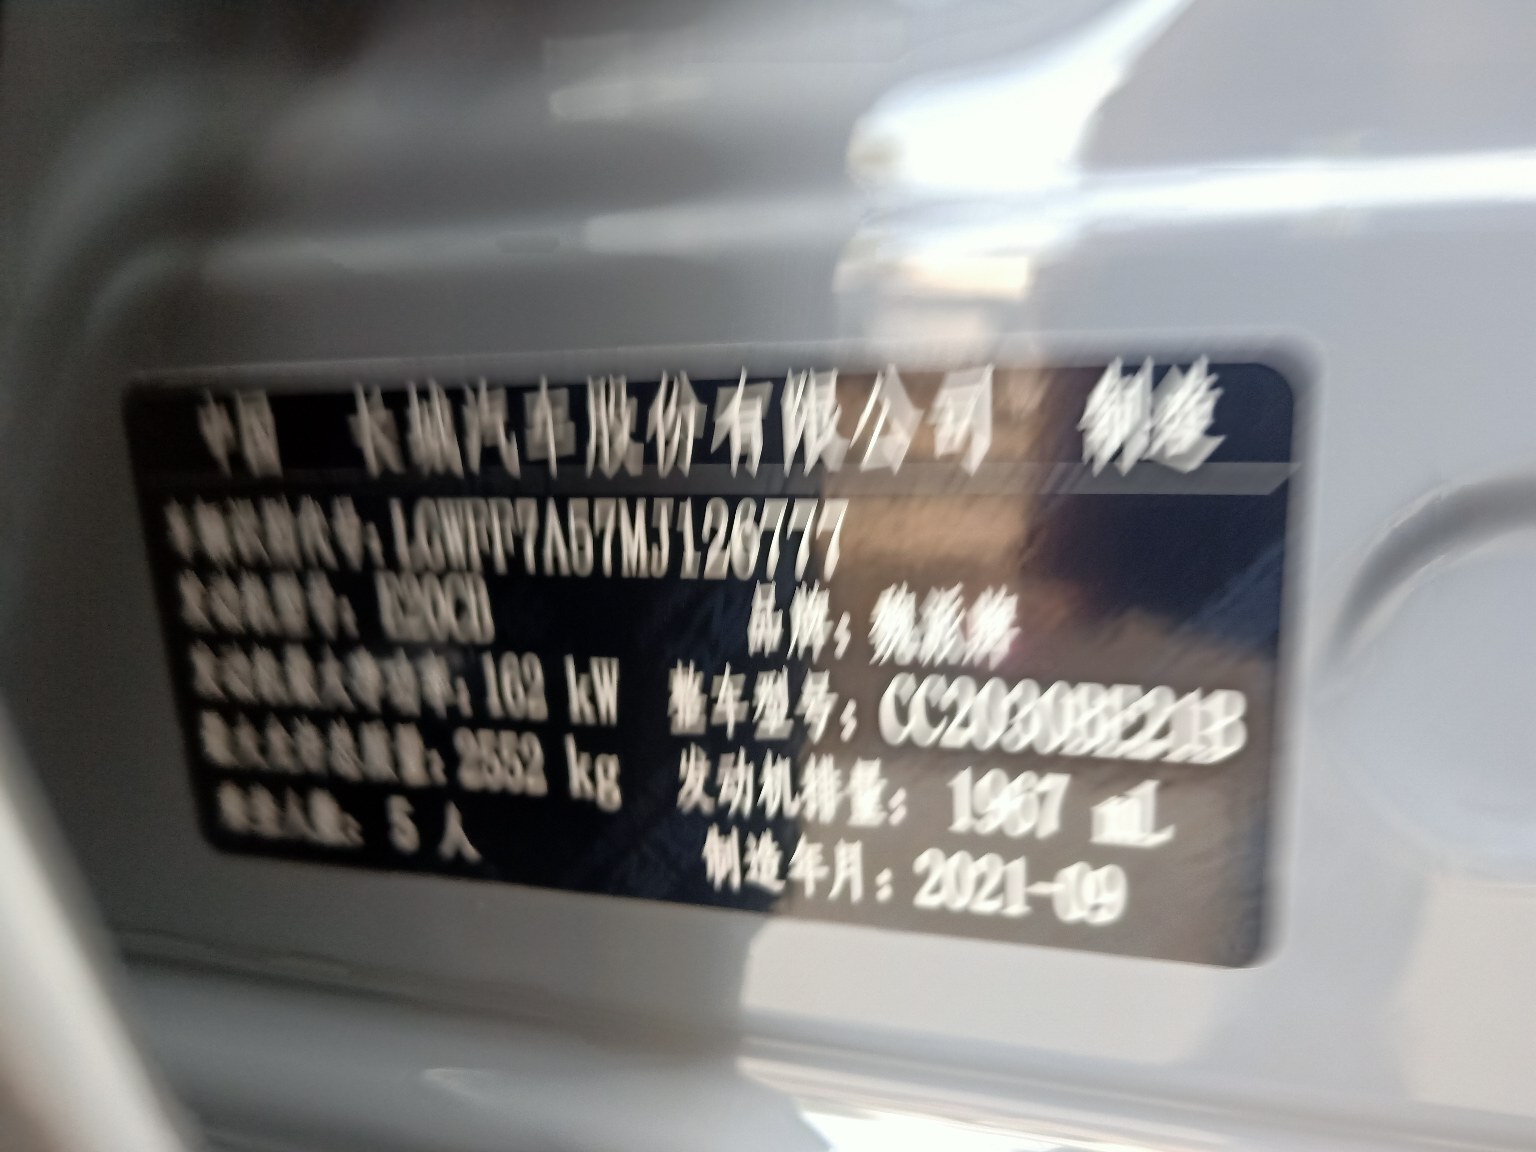 中国 长城汽车股份有限公司 制造
车辆识别代号:LGWFF7A57MJ126777
发动机型号: E20CB 品牌: 魏派牌
发动机最大净功率: 162 kW 整车型号: CC2030BE21B
最大允许总质量: 2552 kg 发动机排量: 1967 mL
乘坐人数: 5 人 制造年月: 2021-09